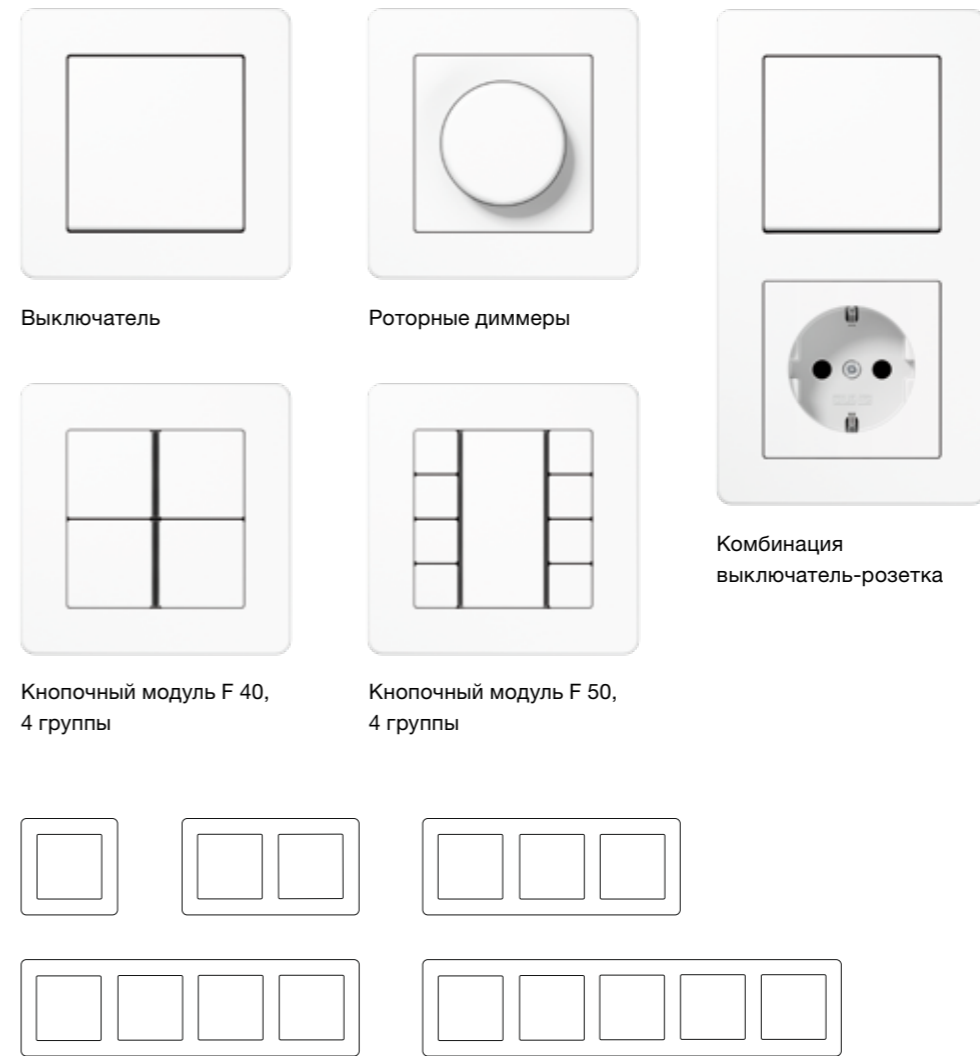 Выключатель
Роторные диммеры
Комбинация
выключатель-розетка
Кнопочный модуль F 40,
4 группы
Кнопочный модуль F 50,
4 группы